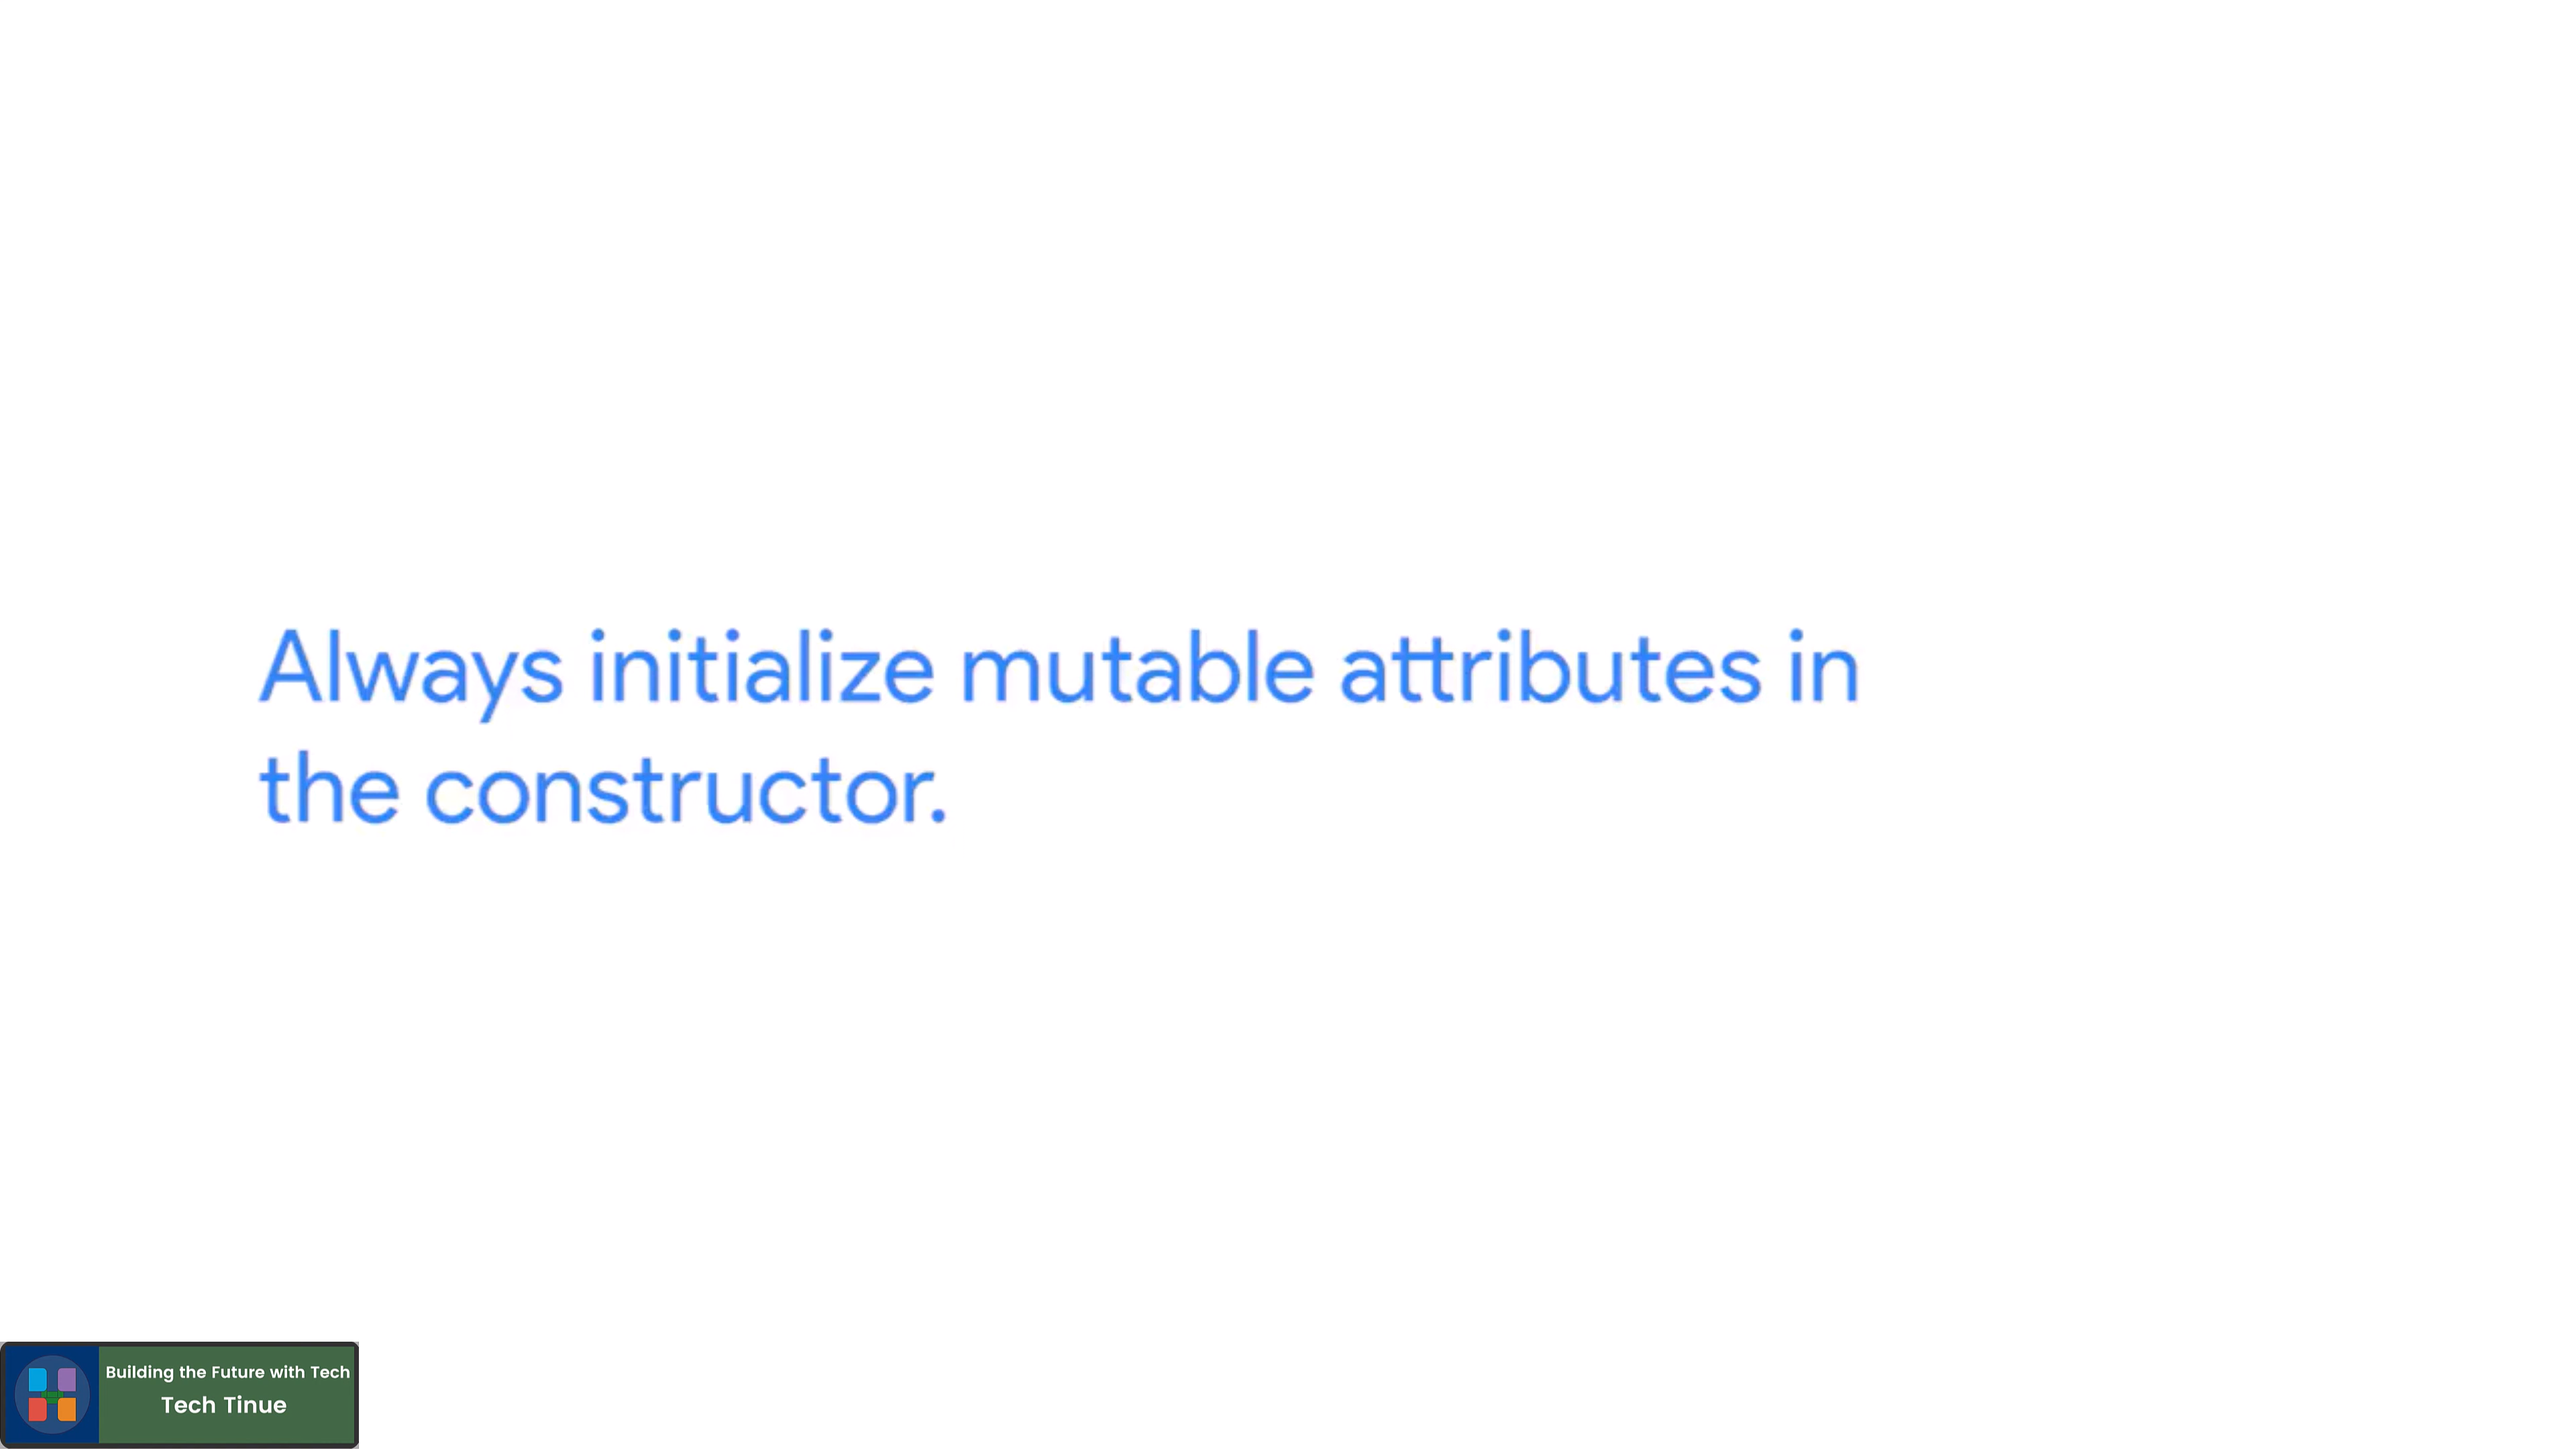 Always initialize mutable attributes in
the constructor.
Building the Future with Tech
Tech Tinue